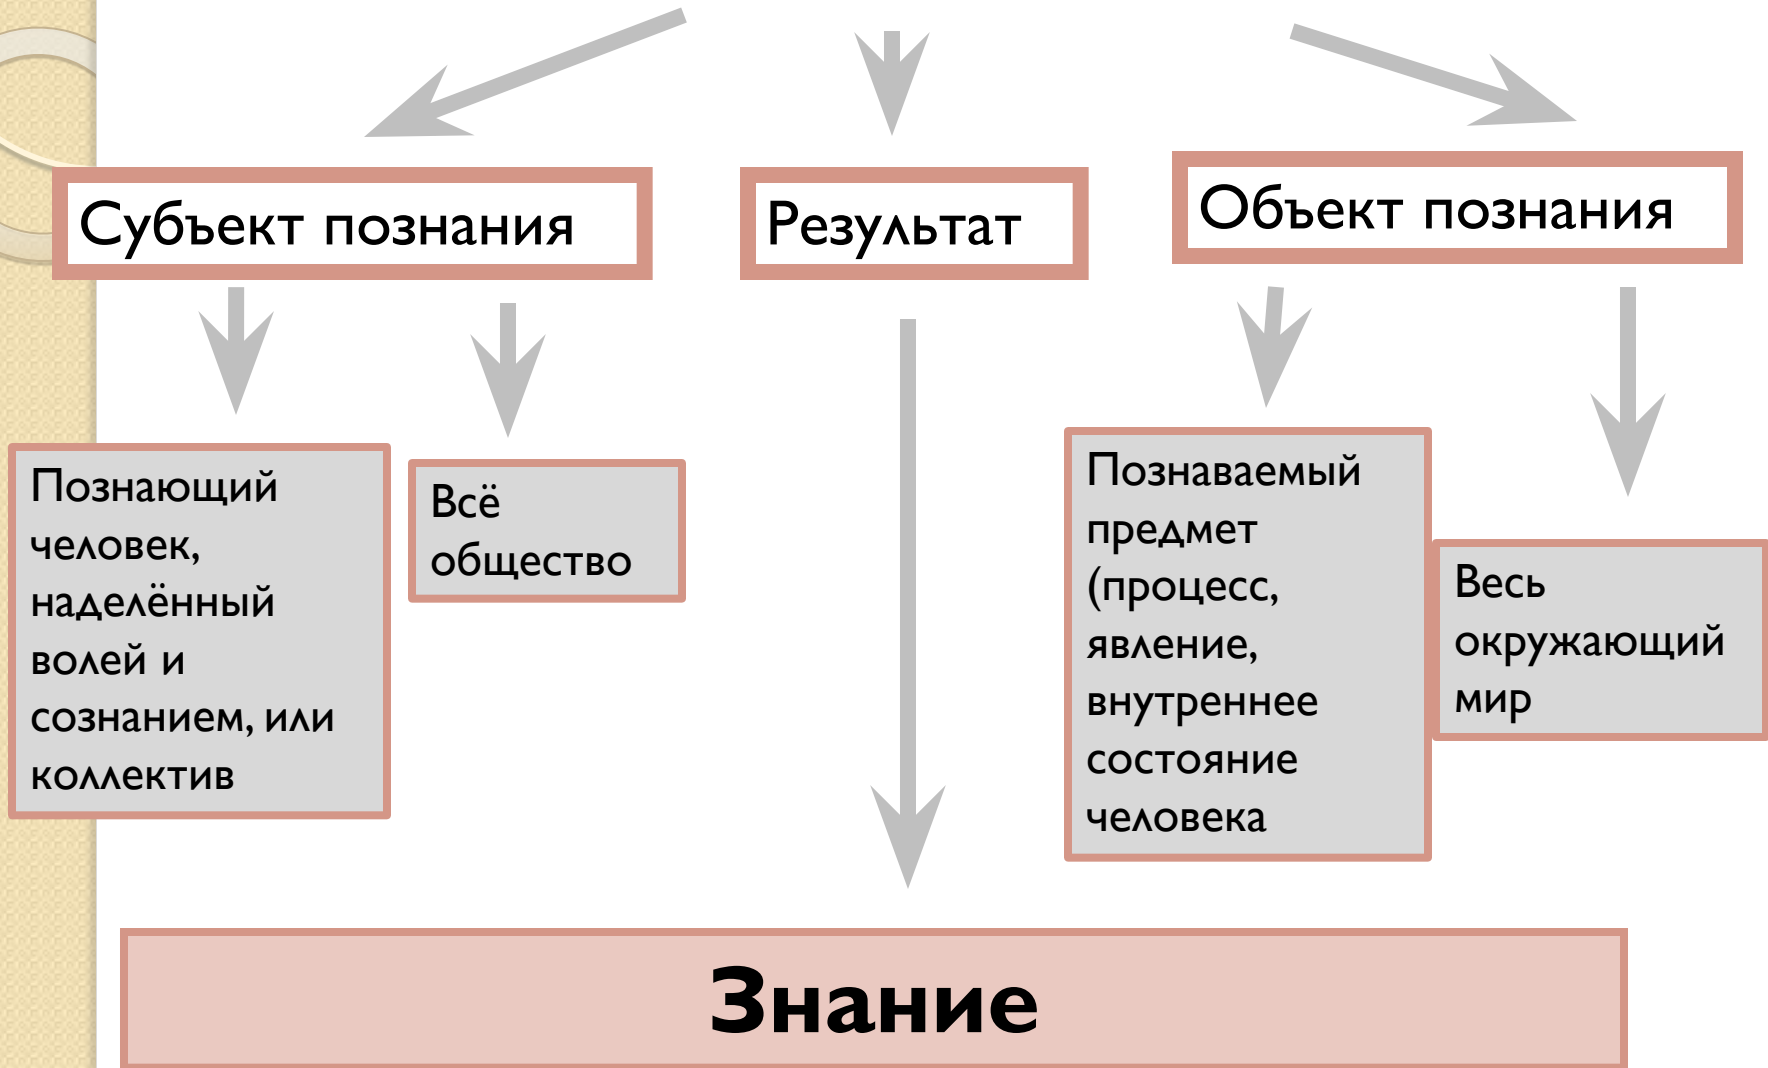 Субъект познания
Результат
Объект познания
Познающий
человек,
наделённый
волей и
сознанием, или
коллектив
Всё
общество
Познаваемый
предмет
(процесс,
явление,
внутреннее
состояние
человека
Весь
окружающий
мир
Знание